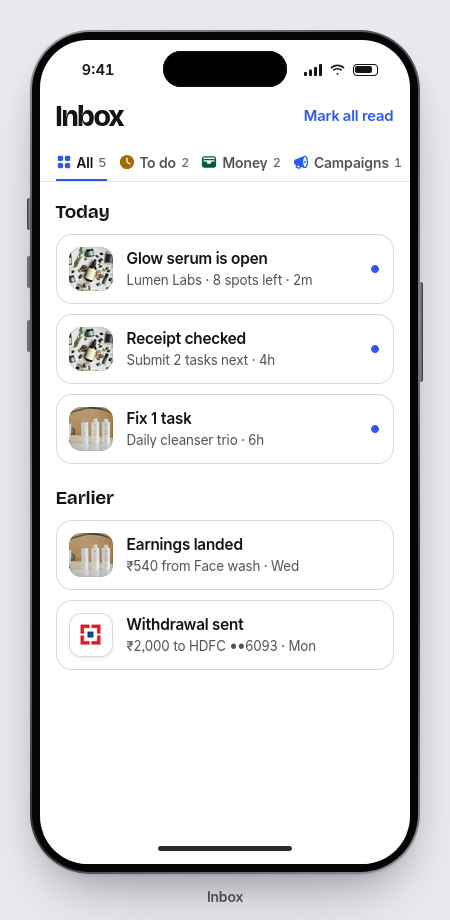 9:41
Inbox
Mark all read
All 5
To do 2
Money 2
Campaigns 1
Today
Glow serum is open
Lumen Labs · 8 spots left · 2m
Receipt checked
Submit 2 tasks next · 4h
Fix 1 task
Daily cleanser trio · 6h
Earlier
Earnings landed
₹540 from Face wash · Wed
Withdrawal sent
₹2,000 to HDFC ••6093 · Mon
Inbox